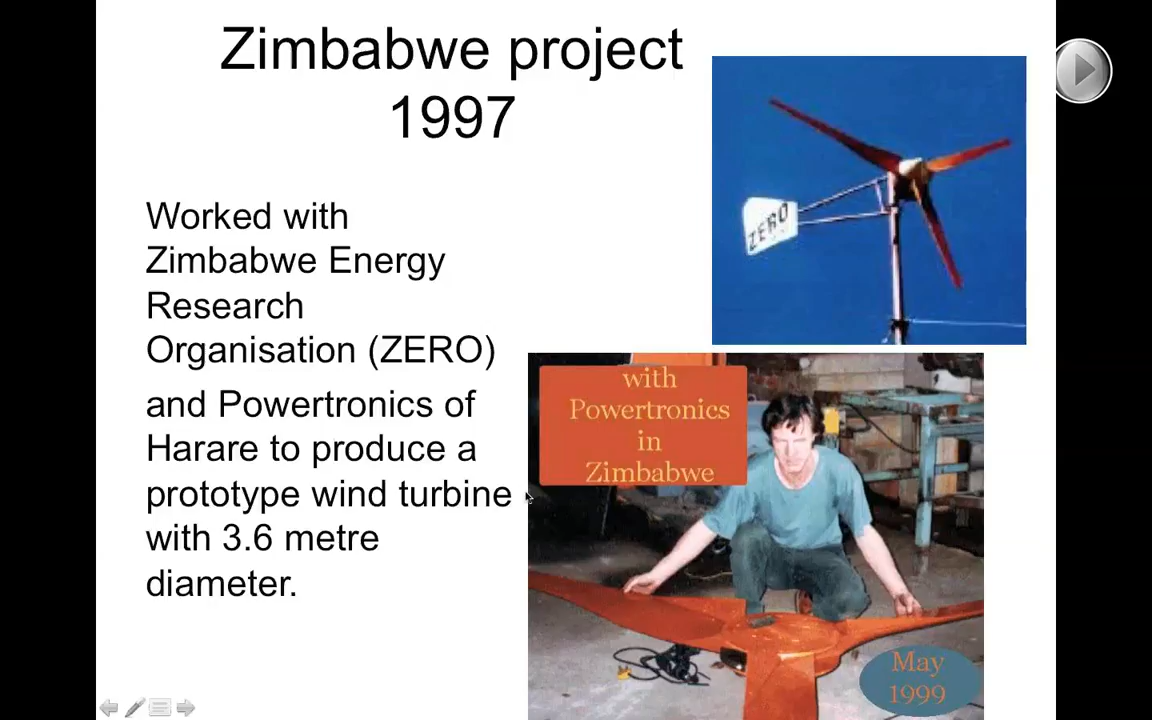 Zimbabwe project
1997
Worked with
Zimbabwe Energy
Research
Organisation (ZERO)
and Powertronics of
Harare to produce a
prototype wind turbine
with 3.6 metre
diameter.
ZERO
with
Powertronics
in
Zimbabwe
May
1999